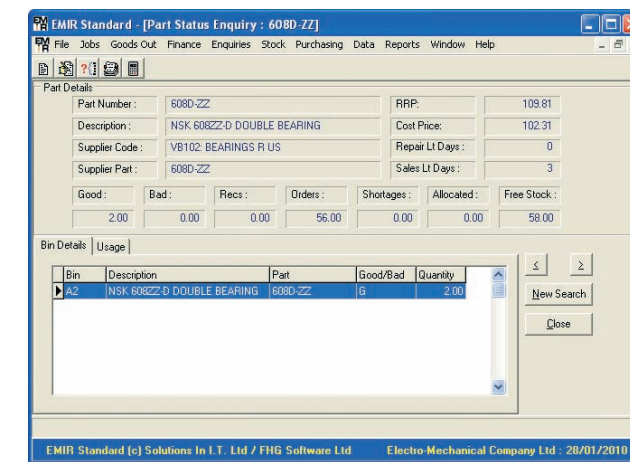 EMIR Standard - [Part Status Enquiry : 608D-ZZ]
File Jobs Goods Out Finance Enquiries Stock Purchasing Data Reports Window Help
Part Details
Part Number : 608D-ZZ RRP: 109.81
Description : NSK 608ZZ-D DOUBLE BEARING Cost Price: 102.31
Supplier Code : VB102: BEARINGS R US Repair Lt Days : 0
Supplier Part : 608D-ZZ Sales Lt Days : 3
Good : Bad : Recs : Orders : Shortages : Allocated : Free Stock :
2.00 0.00 0.00 56.00 0.00 0.00 58.00
Bin Details Usage
Bin Description Part Good/Bad Quantity
A2 NSK 608ZZ-D DOUBLE BEARING 608D-ZZ G 2.00
< >
New Search
Close
EMIR Standard (c) Solutions In I.T. Ltd / FHG Software Ltd Electro-Mechanical Company Ltd : 28/01/2010